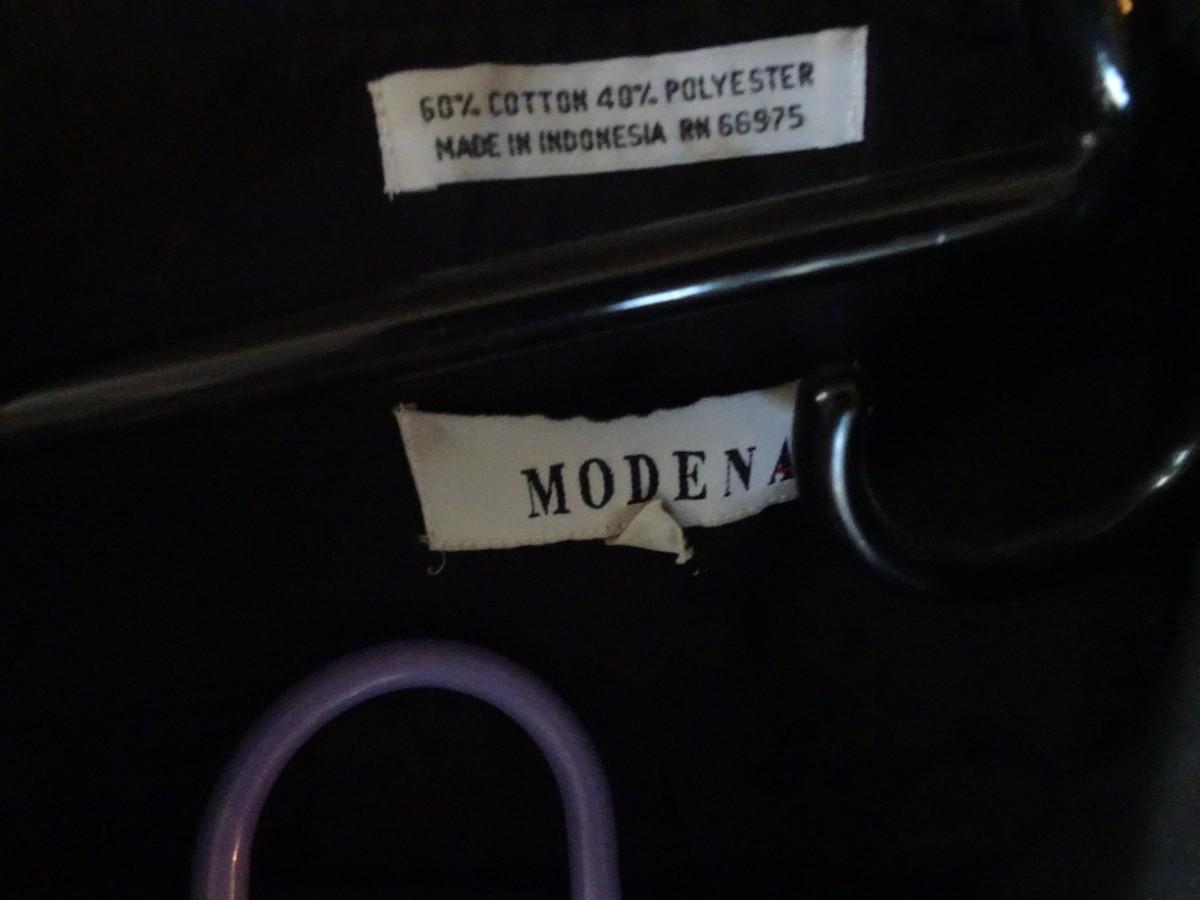 60% COTTON 40% POLYESTER
MADE IN INDONESIA RN 66975
MODENA